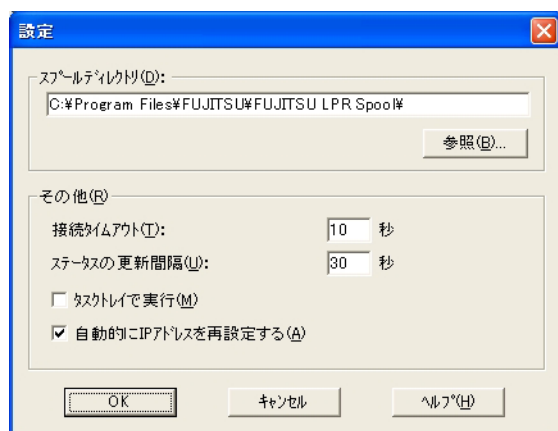 設定
ｽﾌﾟｰﾙﾃﾞｨﾚｸﾄﾘ(D):
C:¥Program Files¥FUJITSU¥FUJITSU LPR Spool¥
参照(B)...
その他(R)
接続ﾀｲﾑｱｳﾄ(T): 10 秒
ｽﾃｰﾀｽの更新間隔(U): 30 秒
ﾀｽｸﾄﾚｲで実行(M)
自動的にIPｱﾄﾞﾚｽを再設定する(A)
OK ｷｬﾝｾﾙ ﾍﾙﾌﾟ(H)